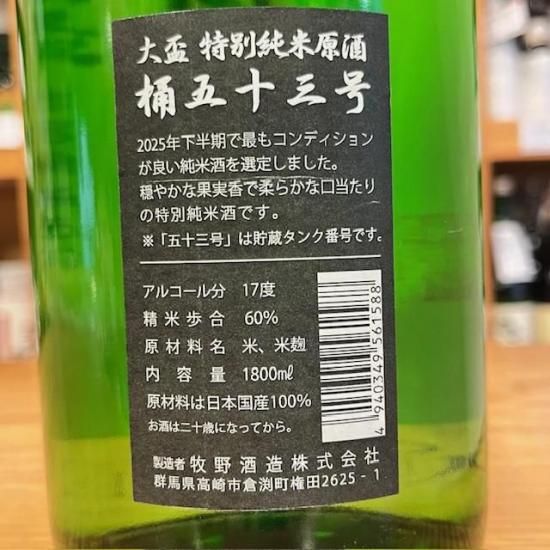 大盃 特別純米原酒
桶五十三号
2025年下半期で最もコンディション
が良い純米酒を選定しました。
穏やかな果実香で柔らかな口当たり
の特別純米酒です。
※「五十三号」は貯蔵タンク番号です。
アルコール分 17度
精米歩合 60%
原材料名 米、米麹
内容量 1800mℓ
原材料は日本国産100%
お酒は二十歳になってから。
4940349561588
製造者 牧野酒造株式会社
群馬県高崎市倉渕町権田2625-1